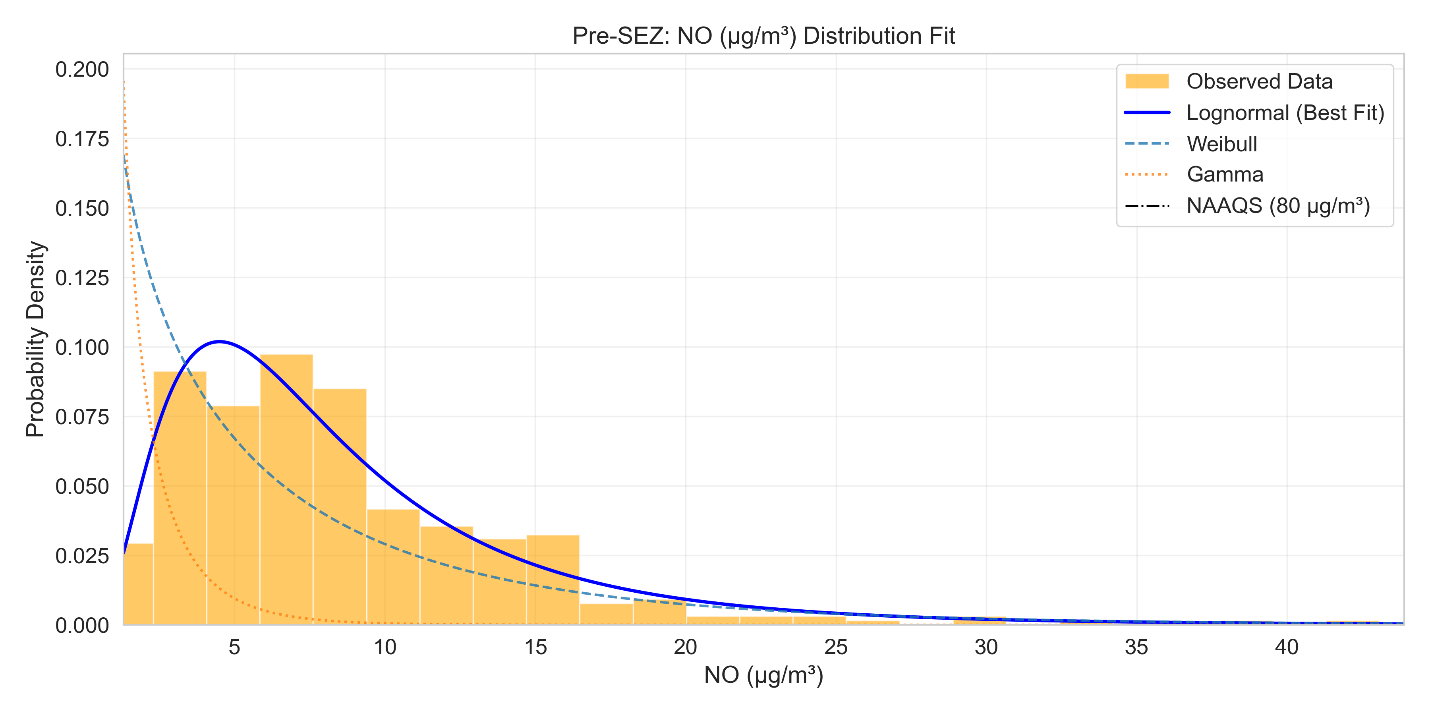 Pre-SEZ: NO (µg/m³) Distribution Fit
Probability Density
0.200
0.175
0.150
0.125
0.100
0.075
0.050
0.025
0.000
Observed Data
Lognormal (Best Fit)
Weibull
Gamma
NAAQS (80 µg/m³)
5 10 15 20 25 30 35 40
NO (µg/m³)